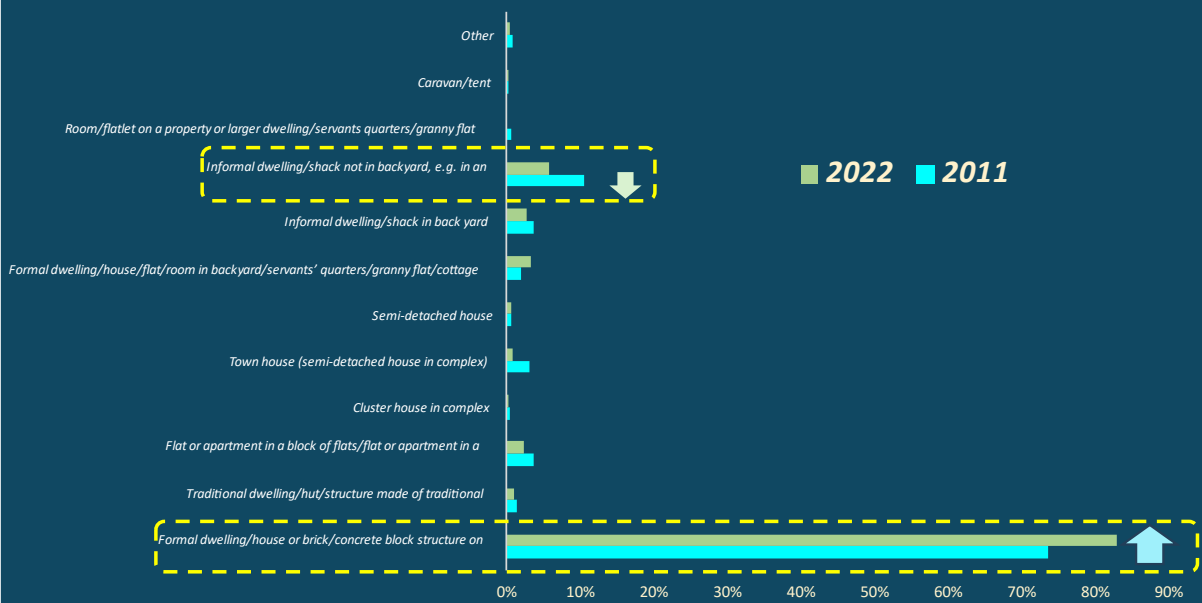 Other
Caravan/tent
Room/flatlet on a property or larger dwelling/servants quarters/granny flat
Informal dwelling/shack not in backyard, e.g. in an
2022 2011
Informal dwelling/shack in back yard
Formal dwelling/house/flat/room in backyard/servants’ quarters/granny flat/cottage
Semi-detached house
Town house (semi-detached house in complex)
Cluster house in complex
Flat or apartment in a block of flats/flat or apartment in a
Traditional dwelling/hut/structure made of traditional
Formal dwelling/house or brick/concrete block structure on
0% 10% 20% 30% 40% 50% 60% 70% 80% 90%